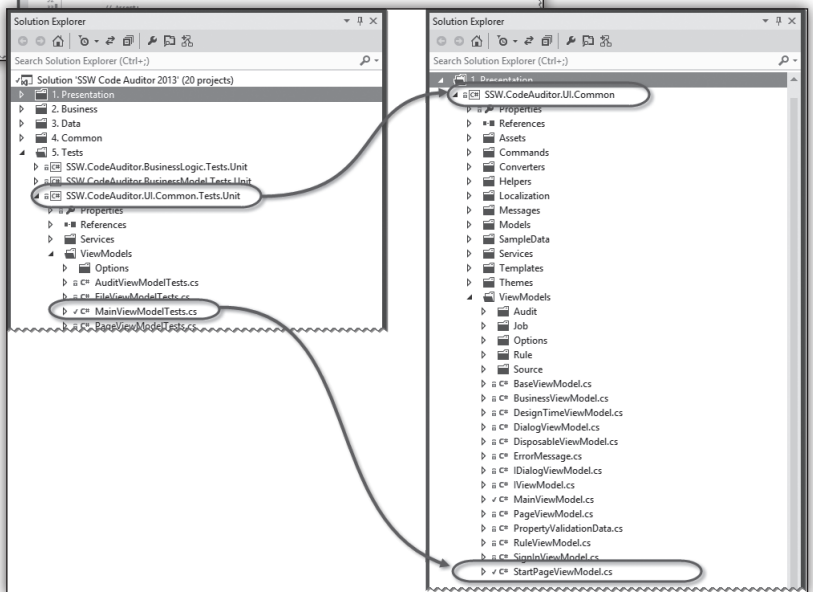 Solution Explorer
Search Solution Explorer (Ctrl+;)
Solution 'SSW Code Auditor 2013' (20 projects)
1. Presentation
2. Business
3. Data
4. Common
5. Tests
SSW.CodeAuditor.BusinessLogic.Tests.Unit
SSW.CodeAuditor.BusinessModel.Tests.Unit
SSW.CodeAuditor.UI.Common.Tests.Unit
Properties
References
Services
ViewModels
Options
C# AuditViewModelTests.cs
C# FileViewModelTests.cs
C# MainViewModelTests.cs
C# PageViewModelTests.cs
Solution Explorer
Search Solution Explorer (Ctrl+;)
1. Presentation
SSW.CodeAuditor.UI.Common
Properties
References
Assets
Commands
Converters
Helpers
Localization
Messages
Models
SampleData
Services
Templates
Themes
ViewModels
Audit
Job
Options
Rule
Source
C# BaseViewModel.cs
C# BusinessViewModel.cs
C# DesignTimeViewModel.cs
C# DialogViewModel.cs
C# DisposableViewModel.cs
C# ErrorMessage.cs
C# IDialogViewModel.cs
C# IViewModel.cs
C# MainViewModel.cs
C# PageViewModel.cs
C# PropertyValidationData.cs
C# RuleViewModel.cs
C# SignInViewModel.cs
C# StartPageViewModel.cs